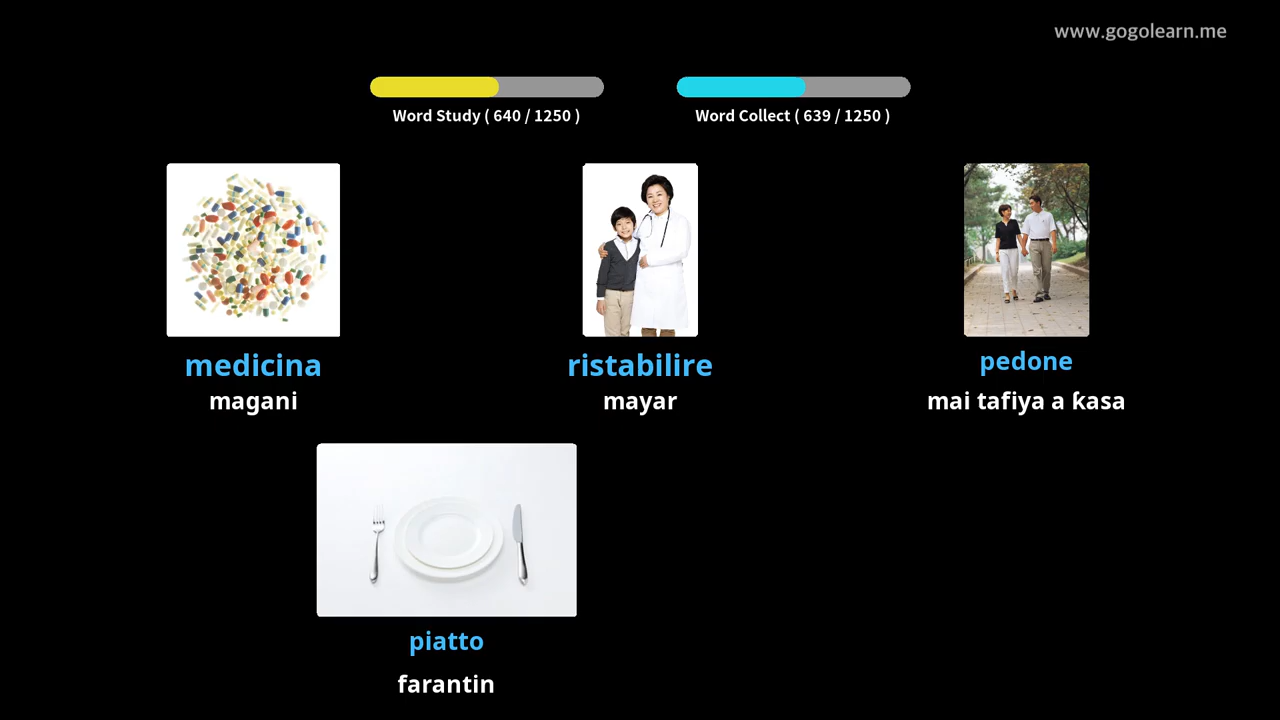 www.gogolearn.me
Word Study ( 640 / 1250 )
Word Collect ( 639 / 1250 )
medicina
magani
ristabilire
mayar
pedone
mai tafiya a ƙasa
piatto
farantin